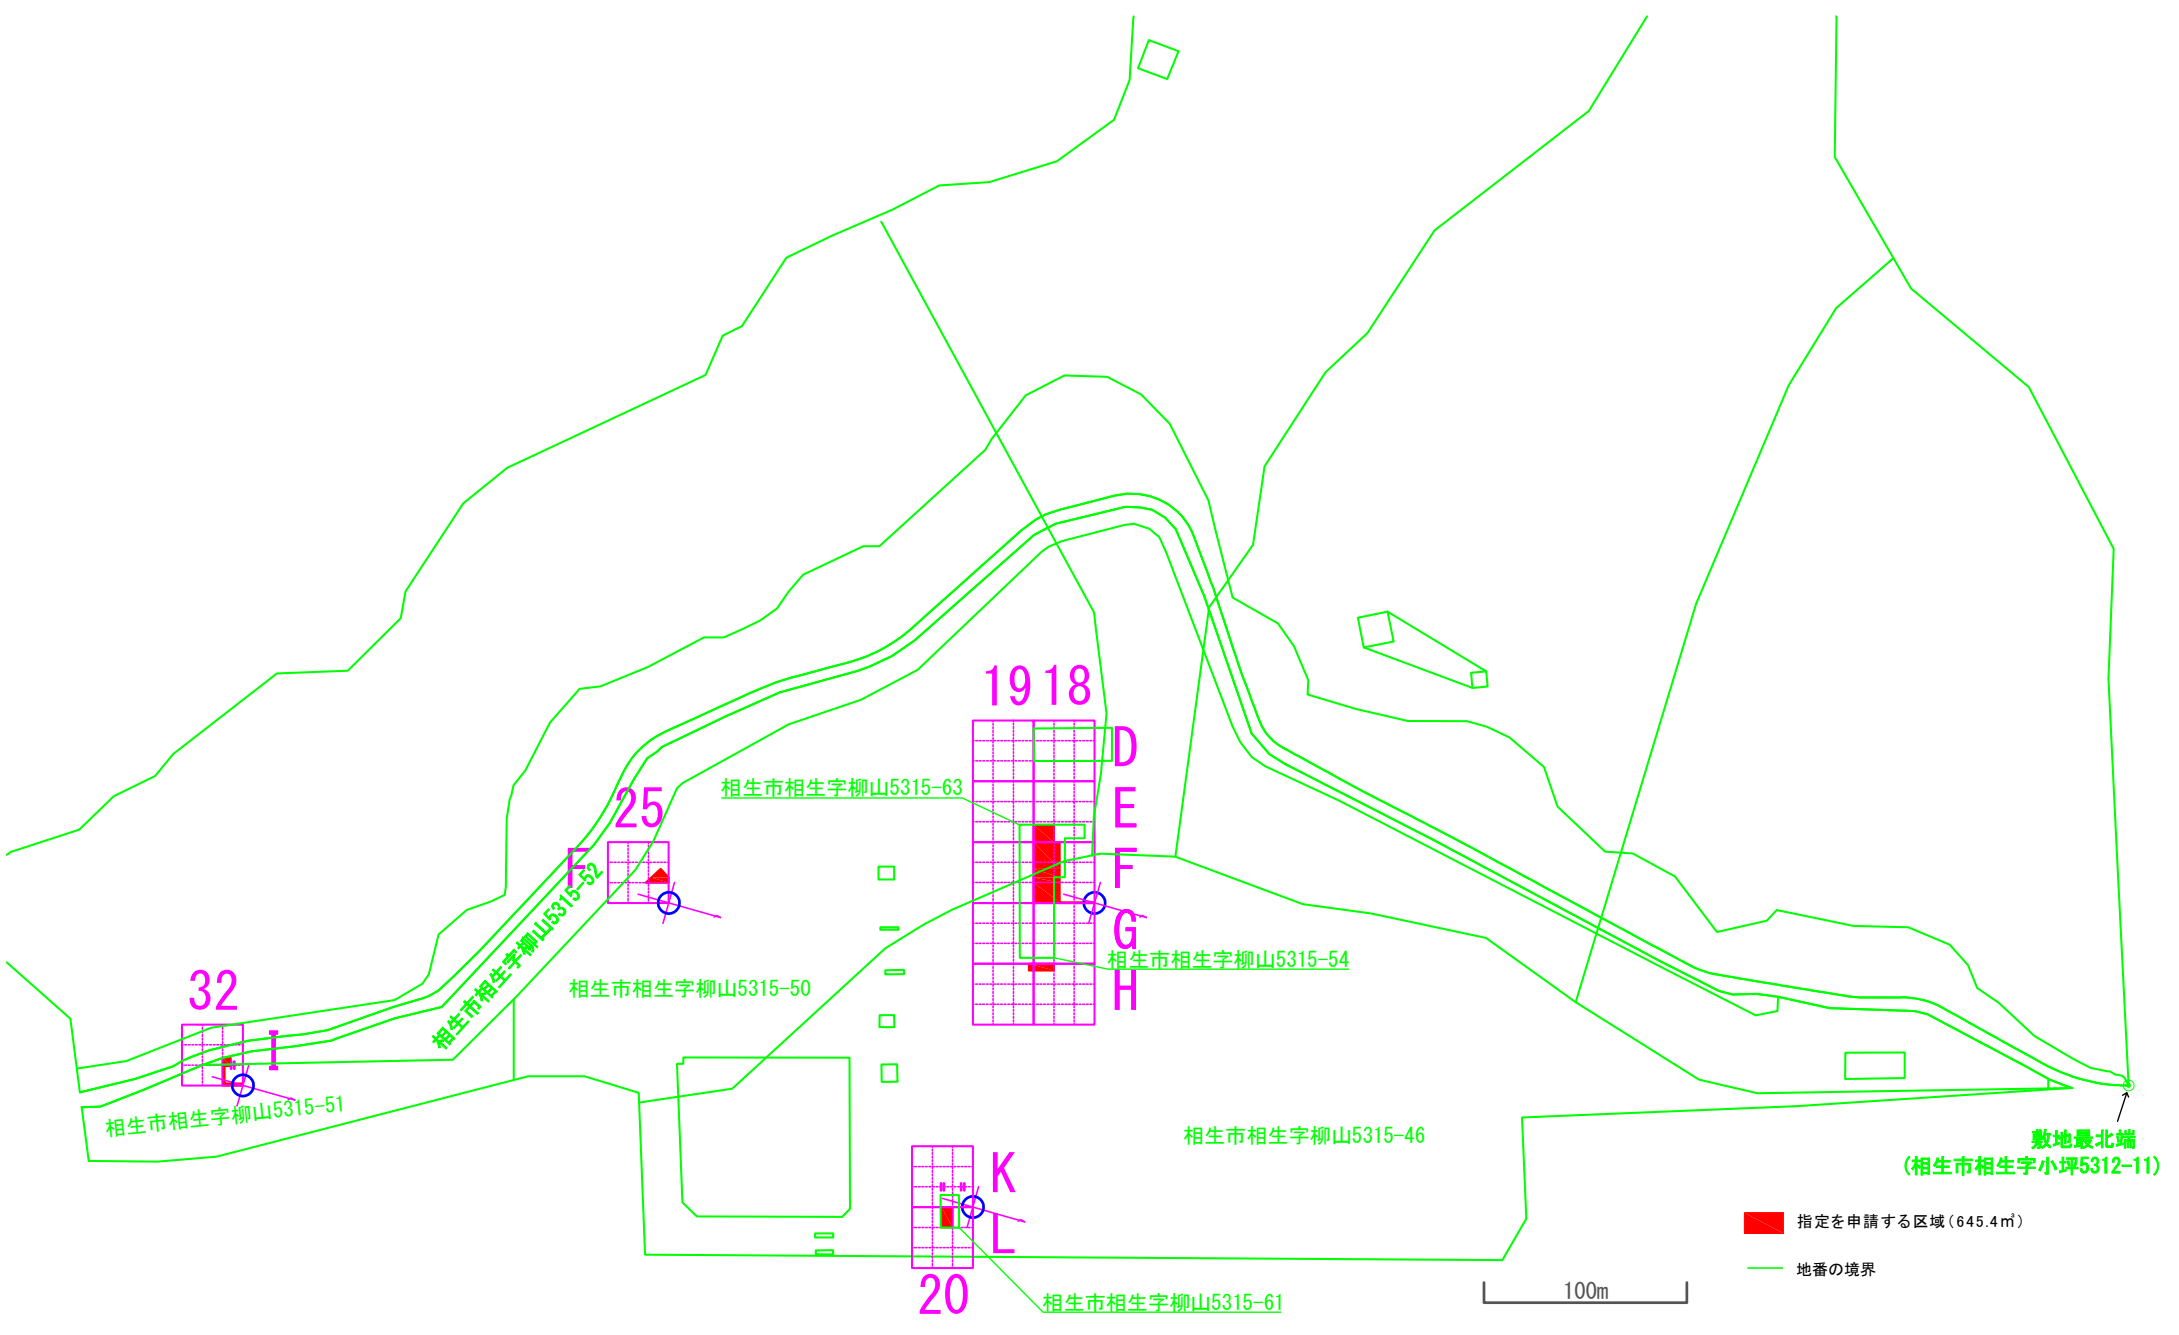 19 18
D
相生市相生字柳山5315-63
25
E
F
F
相生市相生字柳山5315-52
G
相生市相生字柳山5315-54
32
相生市相生字柳山5315-50
H
I
相生市相生字柳山5315-51
相生市相生字柳山5315-46
敷地最北端
(相生市相生字小坪5312-11)
K
L
指定を申請する区域(645.4㎡)
地番の境界
20
相生市相生字柳山5315-61
100m